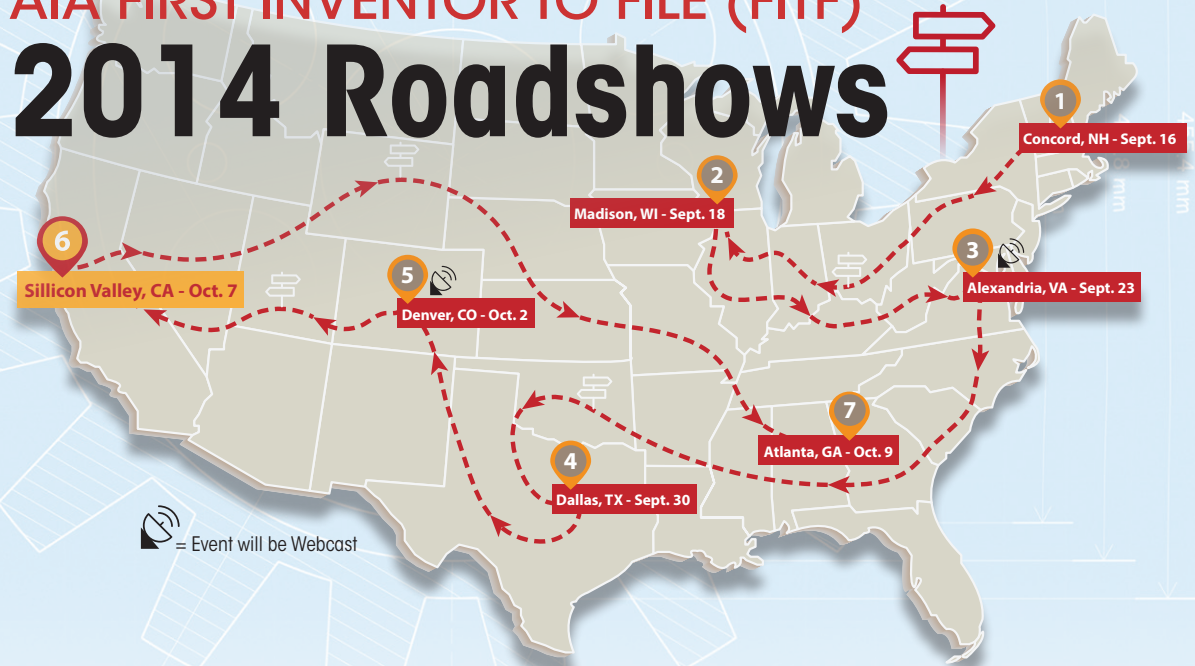 AIA FIRST INVENTOR TO FILE (FITF)
2014 Roadshows
1
Concord, NH - Sept. 16
2
Madison, WI - Sept. 18
3
Alexandria, VA - Sept. 23
6
Sillicon Valley, CA - Oct. 7
5
Denver, CO - Oct. 2
7
Atlanta, GA - Oct. 9
4
Dallas, TX - Sept. 30
= Event will be Webcast